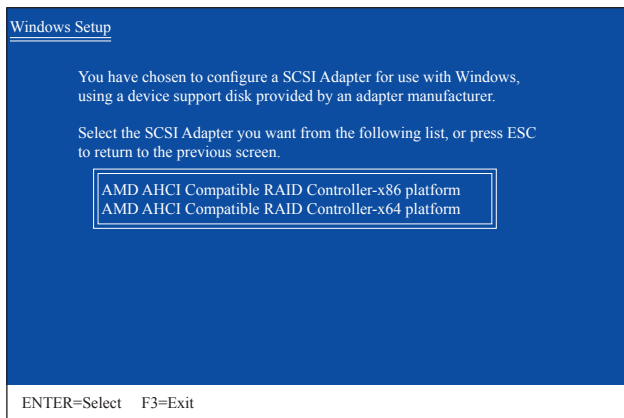 Windows Setup
You have chosen to configure a SCSI Adapter for use with Windows,
using a device support disk provided by an adapter manufacturer.
Select the SCSI Adapter you want from the following list, or press ESC
to return to the previous screen.
AMD AHCI Compatible RAID Controller-x86 platform
AMD AHCI Compatible RAID Controller-x64 platform
ENTER=Select F3=Exit